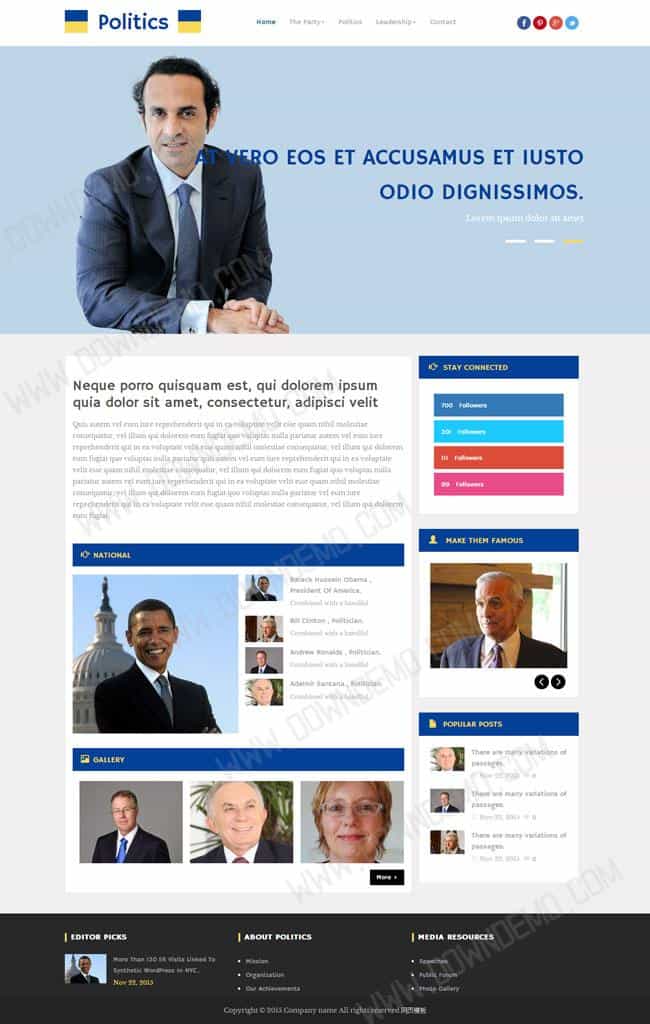 Politics
Home The Party Politics Leadership Contact
AT VERO EOS ET ACCUSAMUS ET IUSTO
ODIO DIGNISSIMOS.
Lorem ipsum dolor sit amet
Neque porro quisquam est, qui dolorem ipsum
quia dolor sit amet, consectetur, adipisci velit
Quis autem vel eum iure reprehenderit qui in ea voluptate velit esse quam nihil molestiae
consequatur, vel illum qui dolorem eum fugiat quo voluptas nulla pariatur autem vel eum iure
reprehenderit qui in ea voluptate velit esse quam nihil molestiae consequatur, vel illum qui dolorem
eum fugiat quo voluptas nulla pariatur autem vel eum iure reprehenderit qui in ea voluptate
velit esse quam nihil molestiae consequatur, vel illum qui dolorem eum fugiat quo voluptas nulla
pariatur autem vel eum iure reprehenderit qui in ea voluptate velit esse quam nihil molestiae
consequatur, vel illum qui dolorem eum fugiat quo voluptas nulla pariatur autem vel eum iure
reprehenderit qui in ea voluptate velit esse quam nihil molestiae consequatur, vel illum qui dolorem
eum fugiat.
NATIONAL
Barack Hussein Obama ,
President Of America.
Combined with a handful
Bill Clinton , Politician.
Combined with a handful
Andrew Ronalds , Politician.
Combined with a handful
Ademir Santana , Politician.
Combined with a handful
GALLERY
More
STAY CONNECTED
700 Followers
201 Followers
111 Followers
99 Followers
MAKE THEM FAMOUS
POPULAR POSTS
There are many variations of
passages.
Nov 22, 2015 0
There are many variations of
passages.
Nov 22, 2015 0
There are many variations of
passages.
Nov 22, 2015 0
EDITOR PICKS
More Than 120 5K Visits Linked To
Synthetic WordPress In NYC..
Nov 22, 2015
ABOUT POLITICS
Mission
Organization
Our Achievements
MEDIA RESOURCES
Speeches
Public Forum
Photo Gallery
Copyright © 2015 Company name All rights reserved.网页模板
WWW.DOWNDEMO.COM